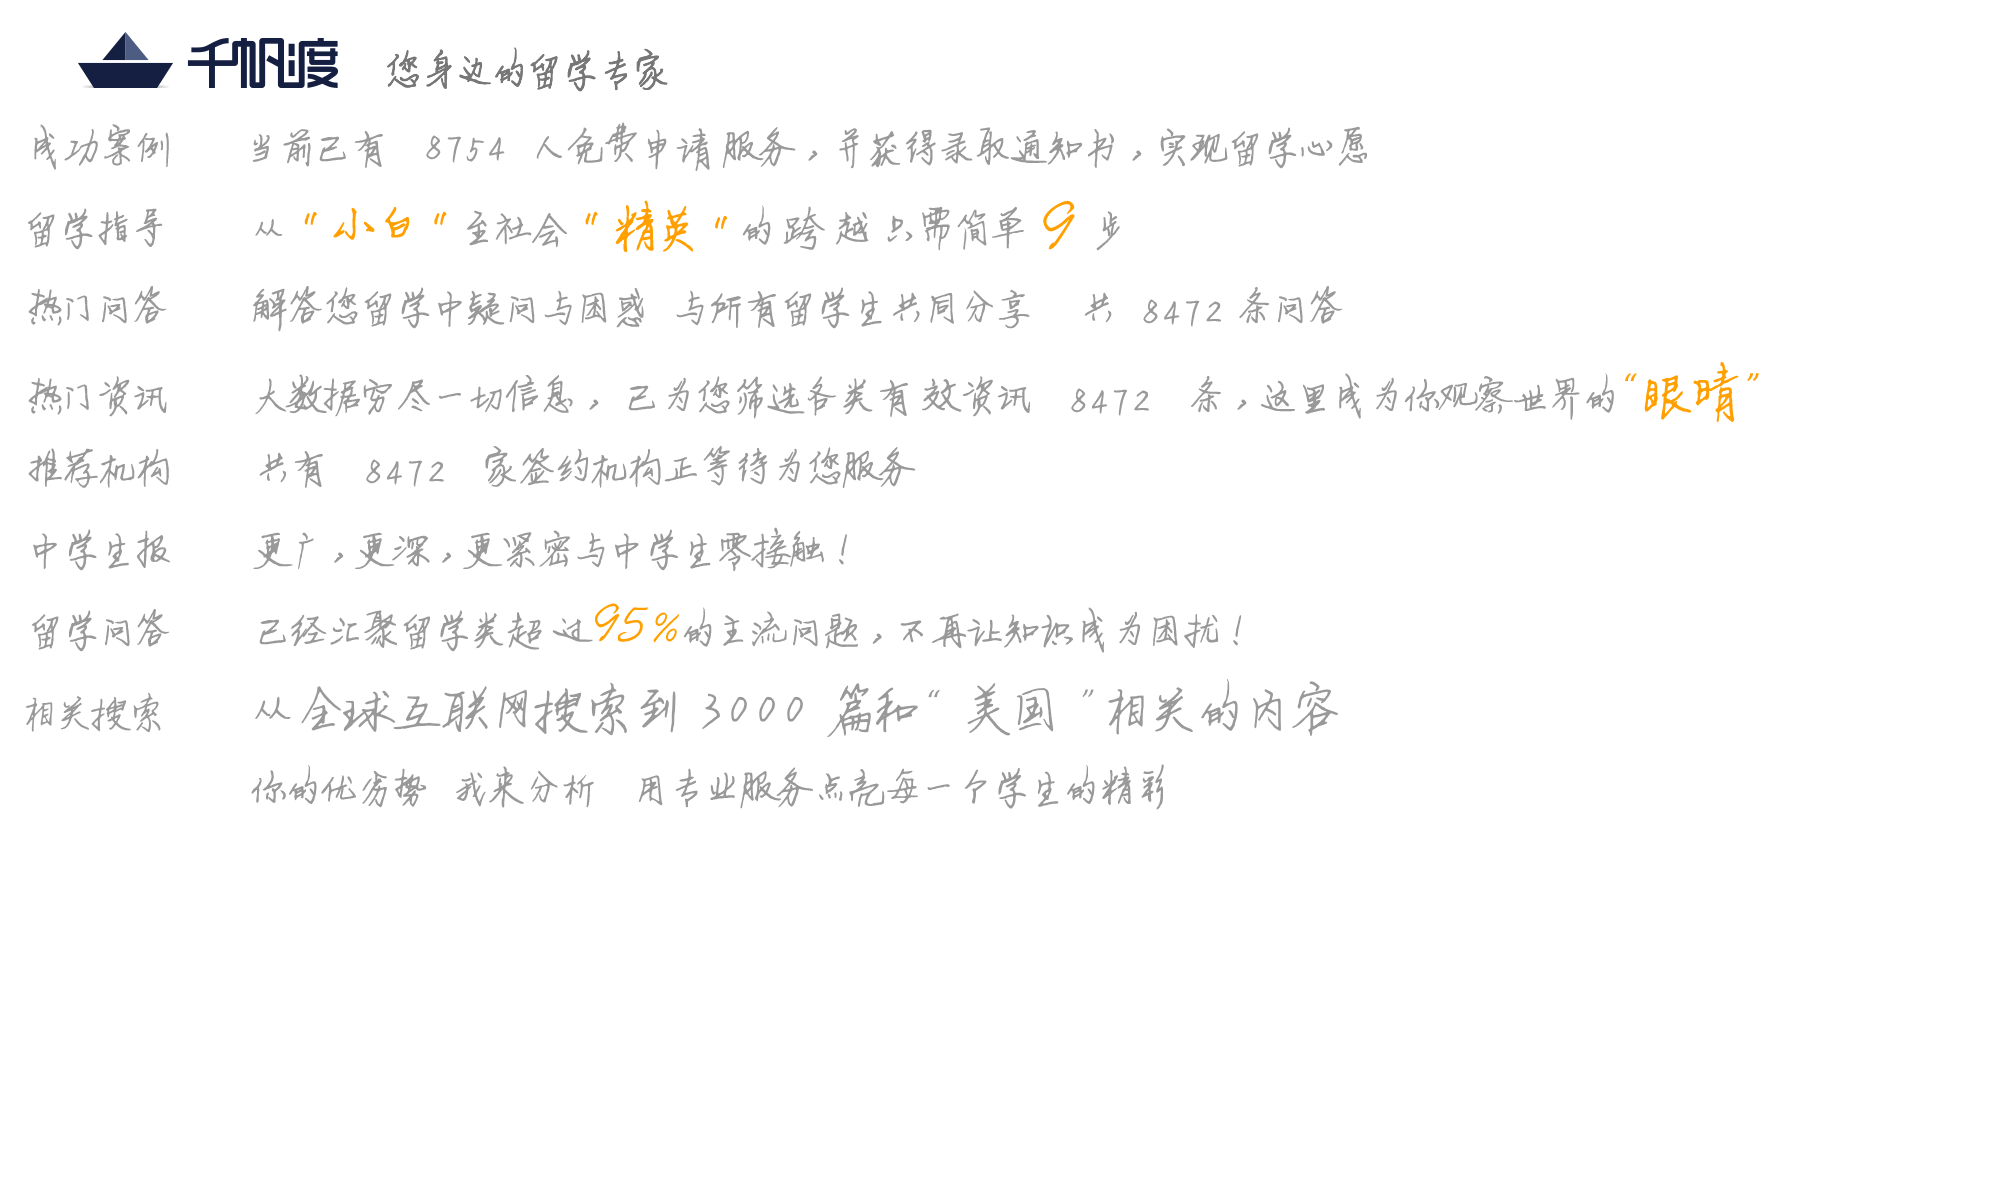 千帆渡 您身边的留学专家
成功案例 当前已有 8754 人免费申请服务,并获得录取通知书,实现留学心愿
留学指导 从"小白"至社会"精英"的跨越只需简单 9 步
热门问答 解答您留学中疑问与困惑 与所有留学生共同分享 共 8472 条问答
热门资讯 大数据穷尽一切信息,已为您筛选各类有效资讯 8472 条,这里成为你观察世界的“眼晴”
推荐机构 共有 8472 家签约机构正等待为您服务
中学生报 更广,更深,更紧密与中学生零接触!
留学问答 已经汇聚留学类超过95%的主流问题,不再让知识成为困扰!
相关搜索 从全球互联网搜索到 3000 篇和“美国”相关的内容
你的优劣势 我来分析 用专业服务点亮每一个学生的精彩